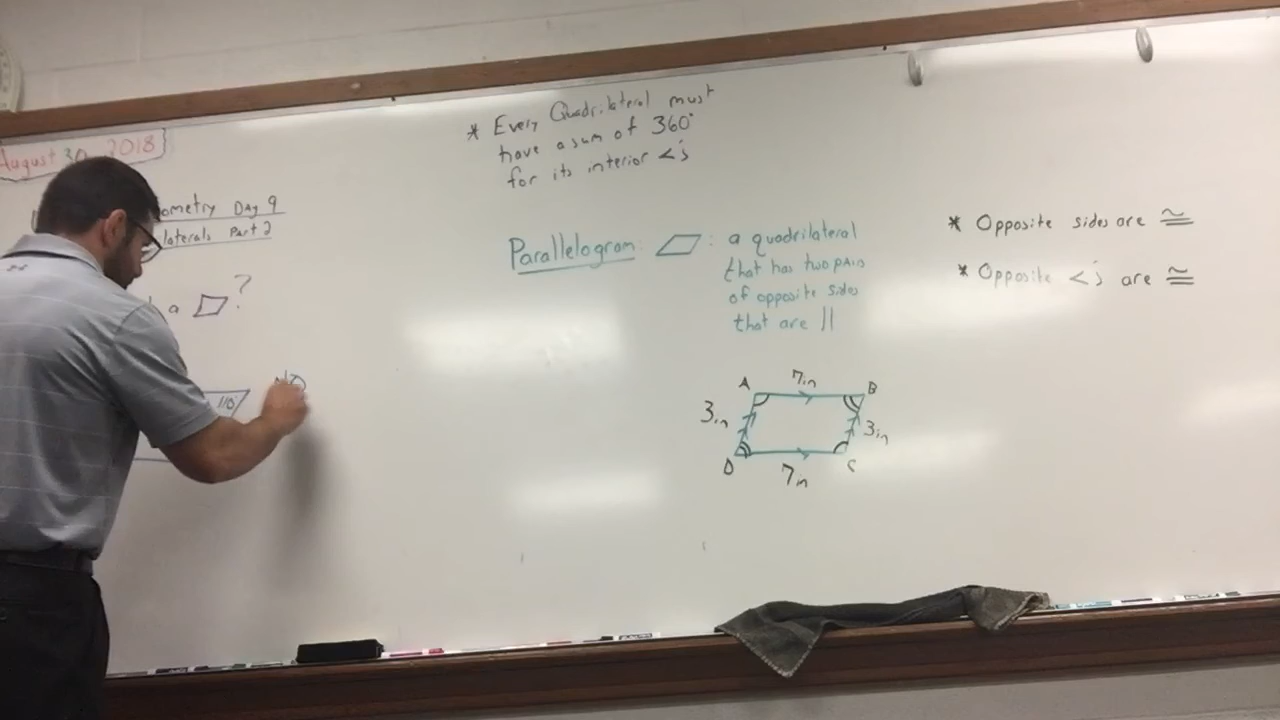 August 30, 2018
ometry Day 9
laterals Part 2
a ▱?
110°
NO
* Every Quadrilateral must
have a sum of 360°
for its interior <'s
Parallelogram: ▱: a quadrilateral
that has two pairs
of opposite sides
that are ||
* Opposite sides are ≅
* Opposite <'s are ≅
A 7in B
3in 3in
D 7in C